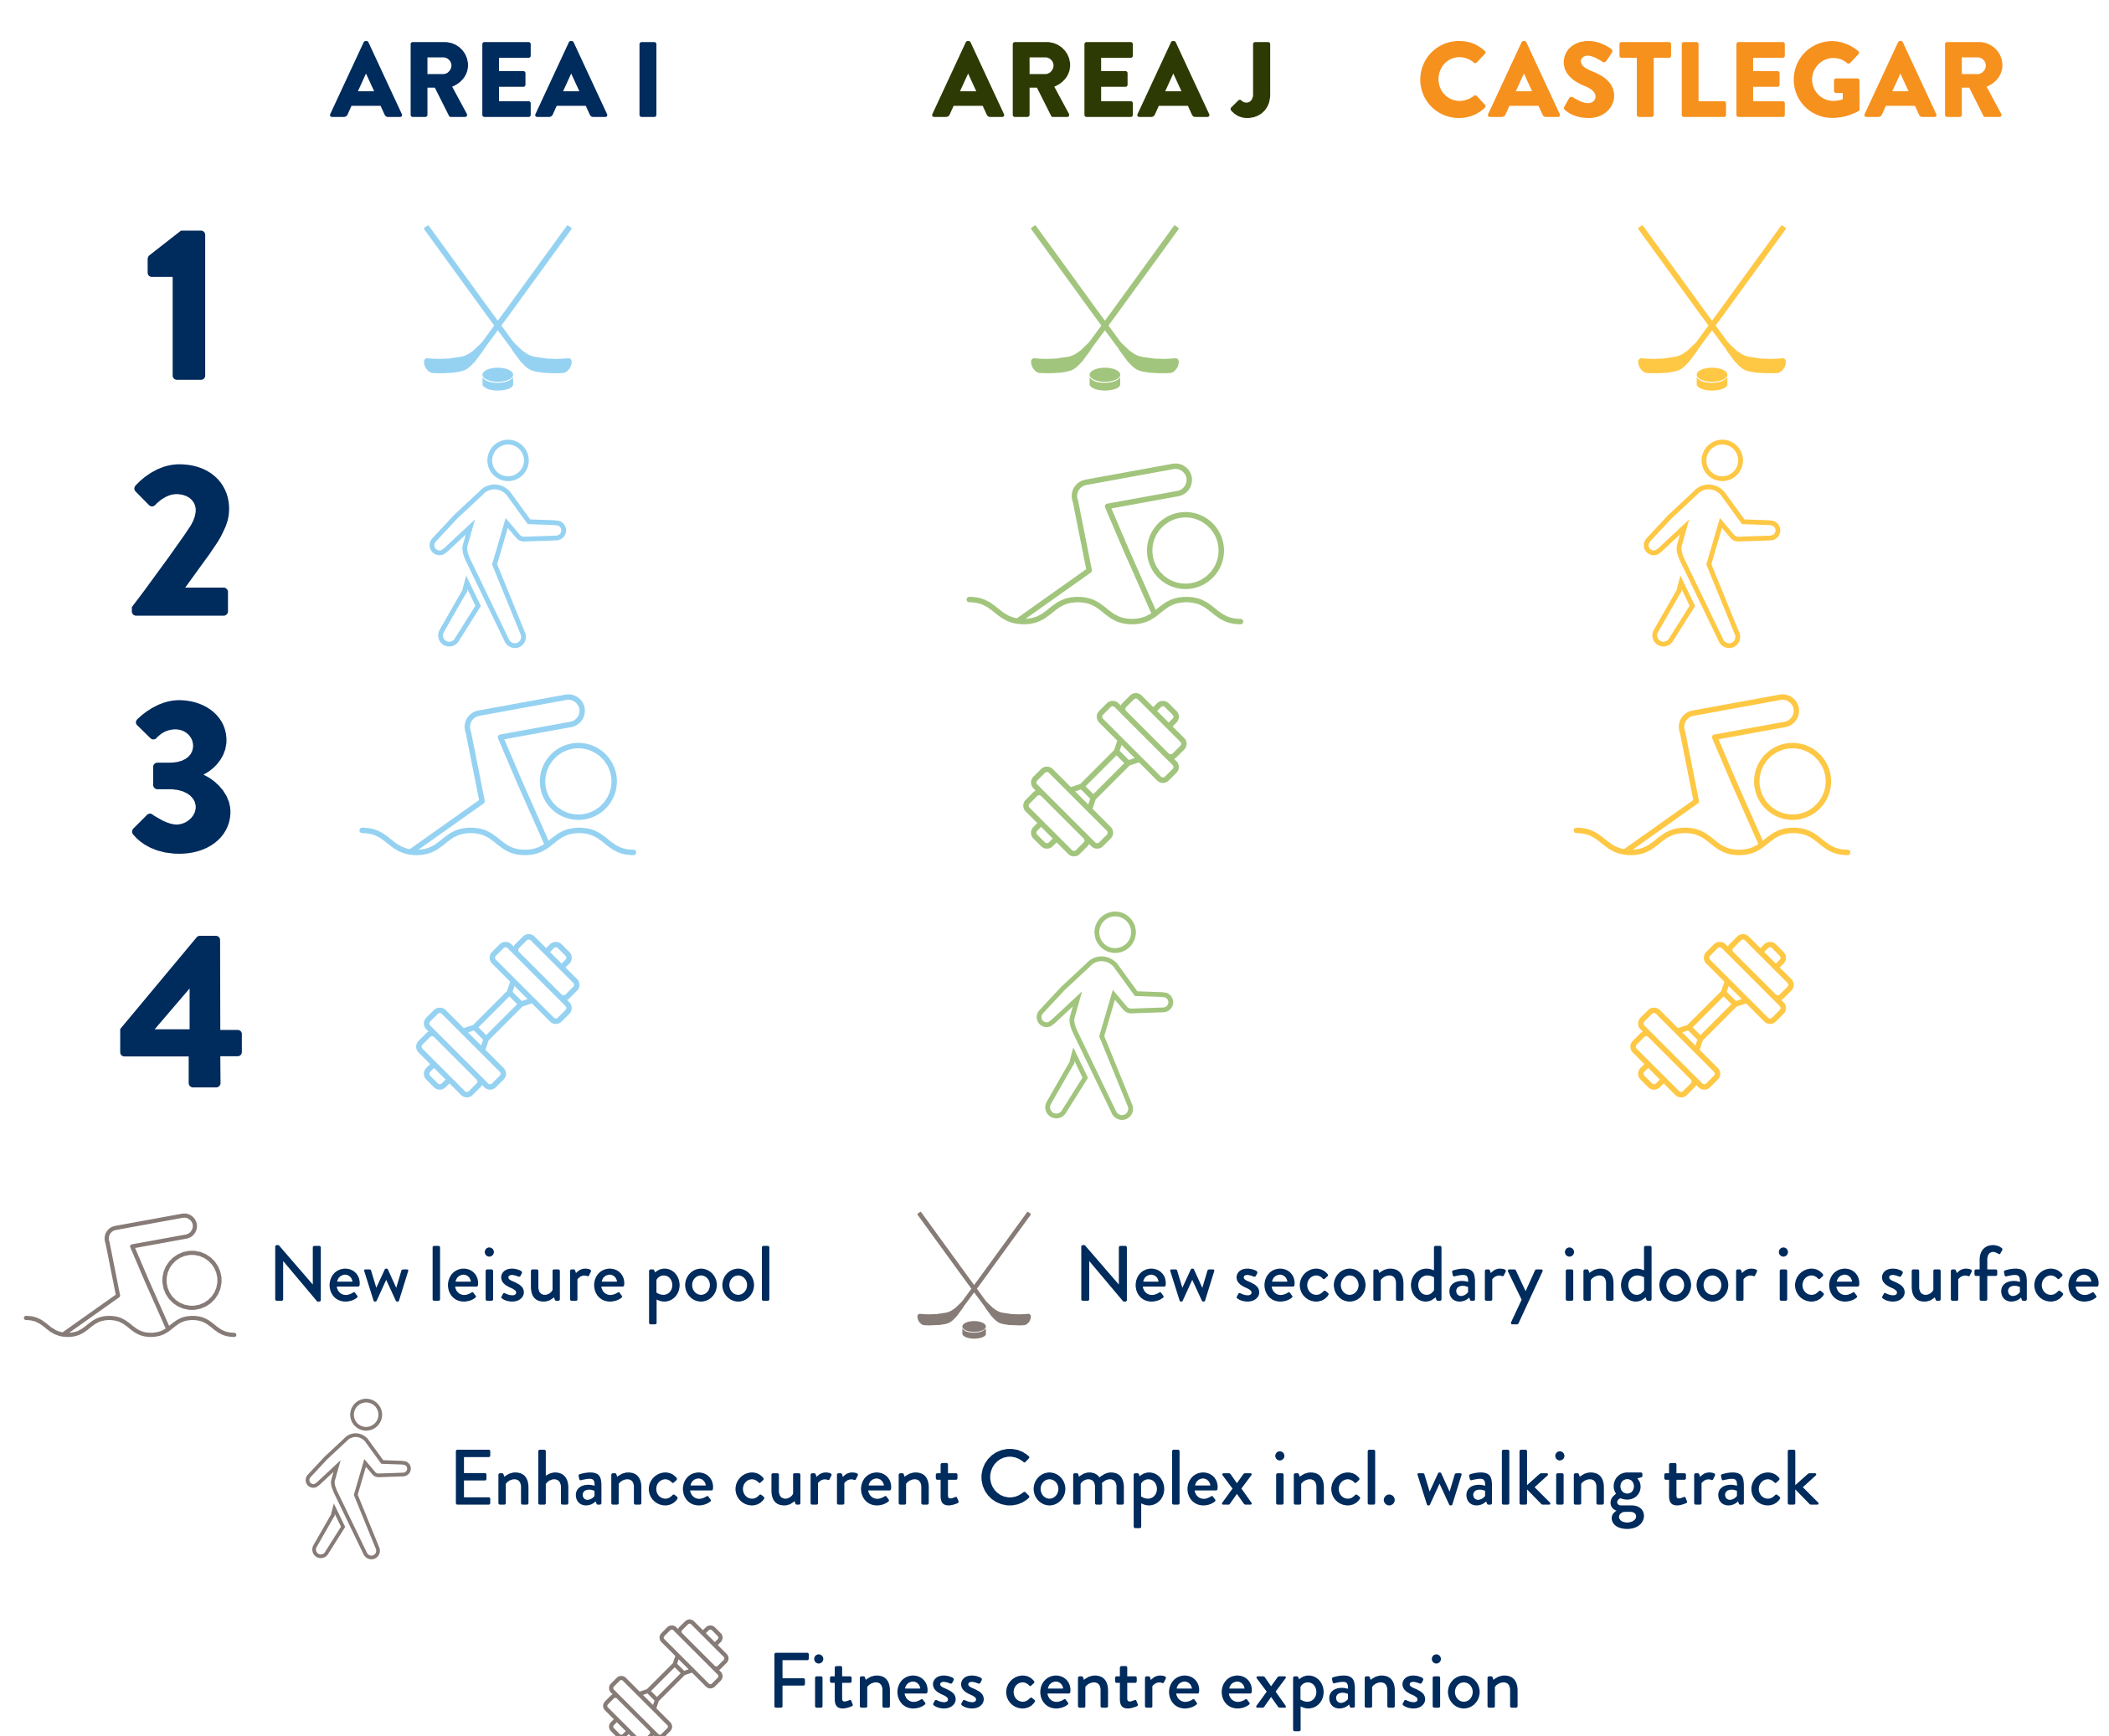 AREA I AREA J CASTLEGAR
1
2
3
4
New leisure pool New secondary indoor ice surface
Enhance current Complex incl. walking track
Fitness centre expansion